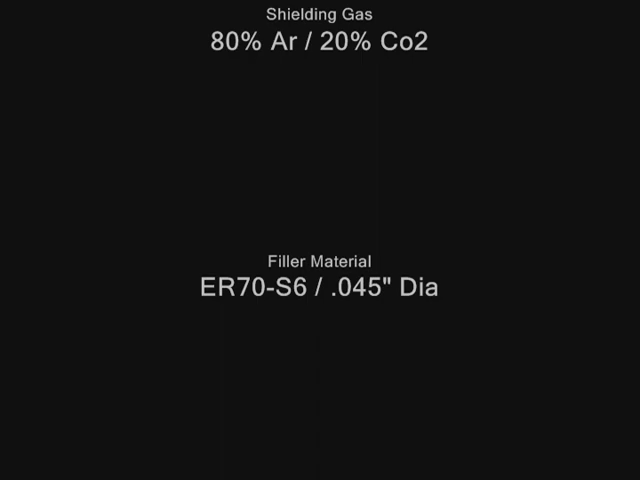 Shielding Gas
80% Ar / 20% Co2
Filler Material
ER70-S6 / .045" Dia